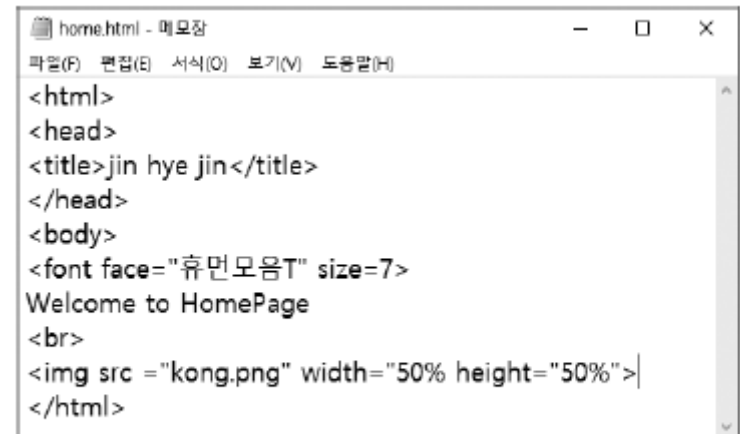 home.html - 메모장
파일(F) 편집(E) 서식(O) 보기(V) 도움말(H)
<html>
<head>
<title>jin hye jin</title>
</head>
<body>
<font face="휴먼모음T" size=7>
Welcome to HomePage
<br>
<img src ="kong.png" width="50% height="50%">
</html>